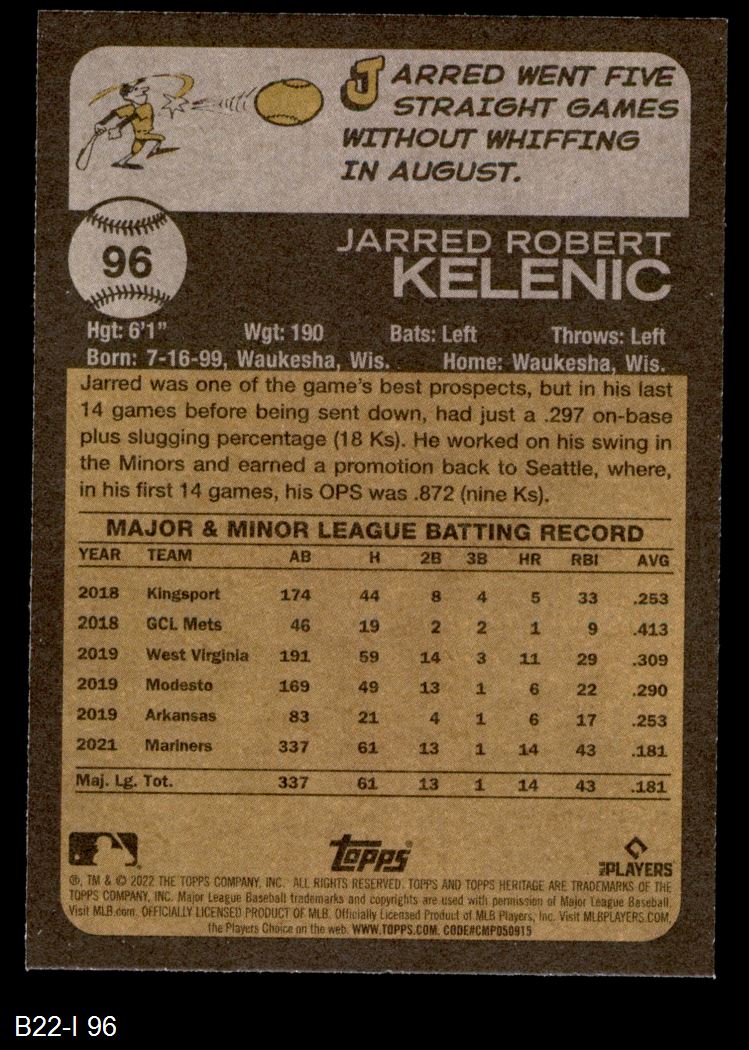 JARRED WENT FIVE
STRAIGHT GAMES
WITHOUT WHIFFING
IN AUGUST.
96
JARRED ROBERT
KELENIC
Hgt: 6'1" Wgt: 190 Bats: Left Throws: Left
Born: 7-16-99, Waukesha, Wis. Home: Waukesha, Wis.
Jarred was one of the game's best prospects, but in his last
14 games before being sent down, had just a .297 on-base
plus slugging percentage (18 Ks). He worked on his swing in
the Minors and earned a promotion back to Seattle, where,
in his first 14 games, his OPS was .872 (nine Ks).
MAJOR & MINOR LEAGUE BATTING RECORD
YEAR TEAM AB H 2B 3B HR RBI AVG
2018 Kingsport 174 44 8 4 5 33 .253
2018 GCL Mets 46 19 2 2 1 9 .413
2019 West Virginia 191 59 14 3 11 29 .309
2019 Modesto 169 49 13 1 6 22 .290
2019 Arkansas 83 21 4 1 6 17 .253
2021 Mariners 337 61 13 1 14 43 .181
Maj. Lg. Tot. 337 61 13 1 14 43 .181
topps
PLAYERS
®, TM & © 2022 THE TOPPS COMPANY, INC. ALL RIGHTS RESERVED. TOPPS AND TOPPS HERITAGE ARE TRADEMARKS OF THE
TOPPS COMPANY, INC. Major League Baseball trademarks and copyrights are used with permission of Major League Baseball.
Visit MLB.com. OFFICIALLY LICENSED PRODUCT OF MLB. Officially Licensed Product of MLB Players, Inc. Visit MLBPLAYERS.COM,
the Players Choice on the web. WWW.TOPPS.COM. CODE#CMP050915
B22-I 96